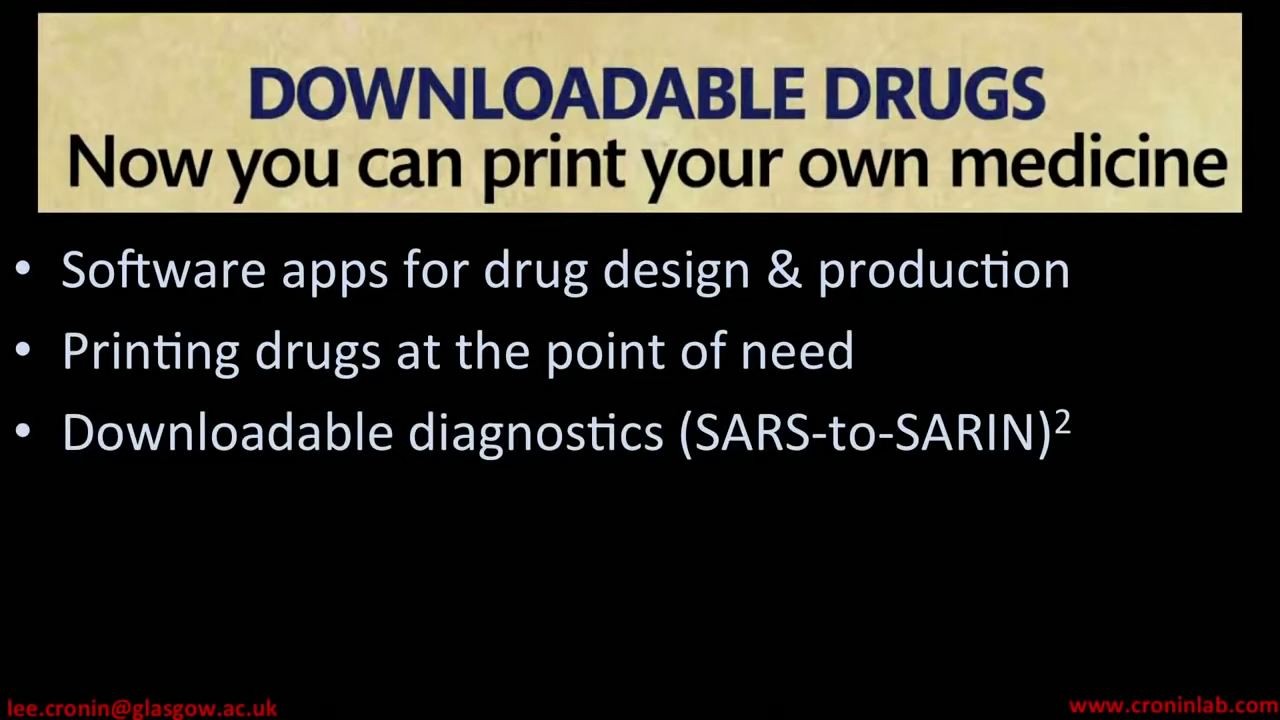 DOWNLOADABLE DRUGS
Now you can print your own medicine
• Software apps for drug design & production
• Printing drugs at the point of need
• Downloadable diagnostics (SARS-to-SARIN)²
lee.cronin@glasgow.ac.uk
www.croninlab.com